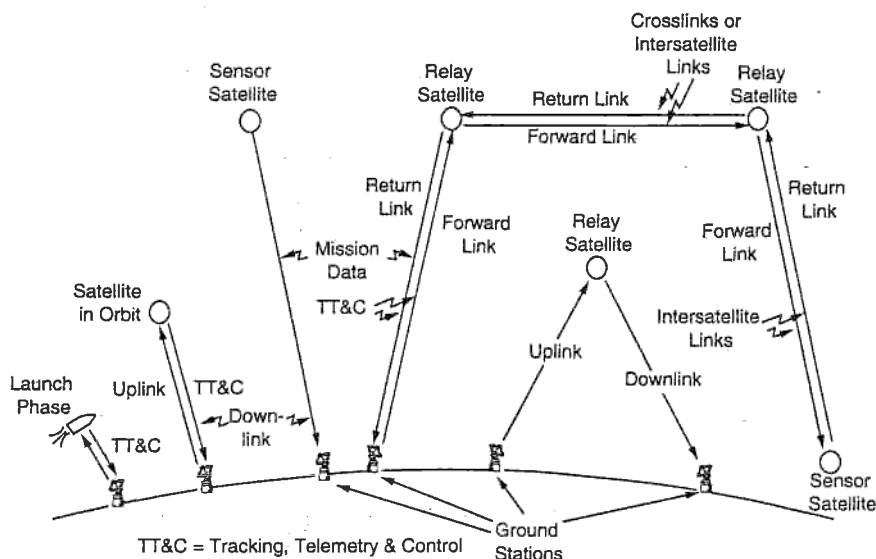 Crosslinks or
Intersatellite
Links
Sensor
Satellite
Relay
Satellite
Relay
Satellite
Return Link
Forward Link
Return
Link
Forward
Link
Return
Link
Forward
Link
Relay
Satellite
Mission
Data
TT&C
Satellite
in Orbit
Intersatellite
Links
Uplink
Downlink
Launch
Phase
Uplink
TT&C
Down-
link
TT&C
Sensor
Satellite
Ground
Stations
TT&C = Tracking, Telemetry & Control